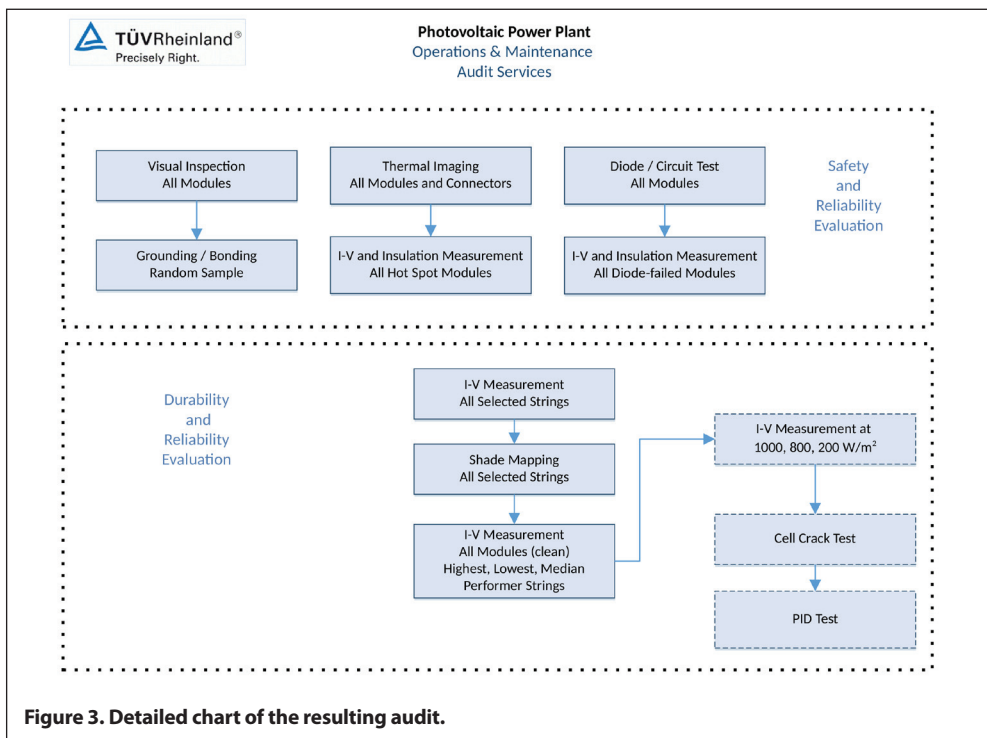 TÜVRheinland®
Precisely Right.
Photovoltaic Power Plant
Operations & Maintenance
Audit Services
Visual Inspection
All Modules
Thermal Imaging
All Modules and Connectors
Diode / Circuit Test
All Modules
Safety
and
Reliability
Evaluation
Grounding / Bonding
Random Sample
I-V and Insulation Measurement
All Hot Spot Modules
I-V and Insulation Measurement
All Diode-failed Modules
Durability
and
Reliability
Evaluation
I-V Measurement
All Selected Strings
Shade Mapping
All Selected Strings
I-V Measurement
All Modules (clean)
Highest, Lowest, Median
Performer Strings
I-V Measurement at
1000, 800, 200 W/m²
Cell Crack Test
PID Test
Figure 3. Detailed chart of the resulting audit.